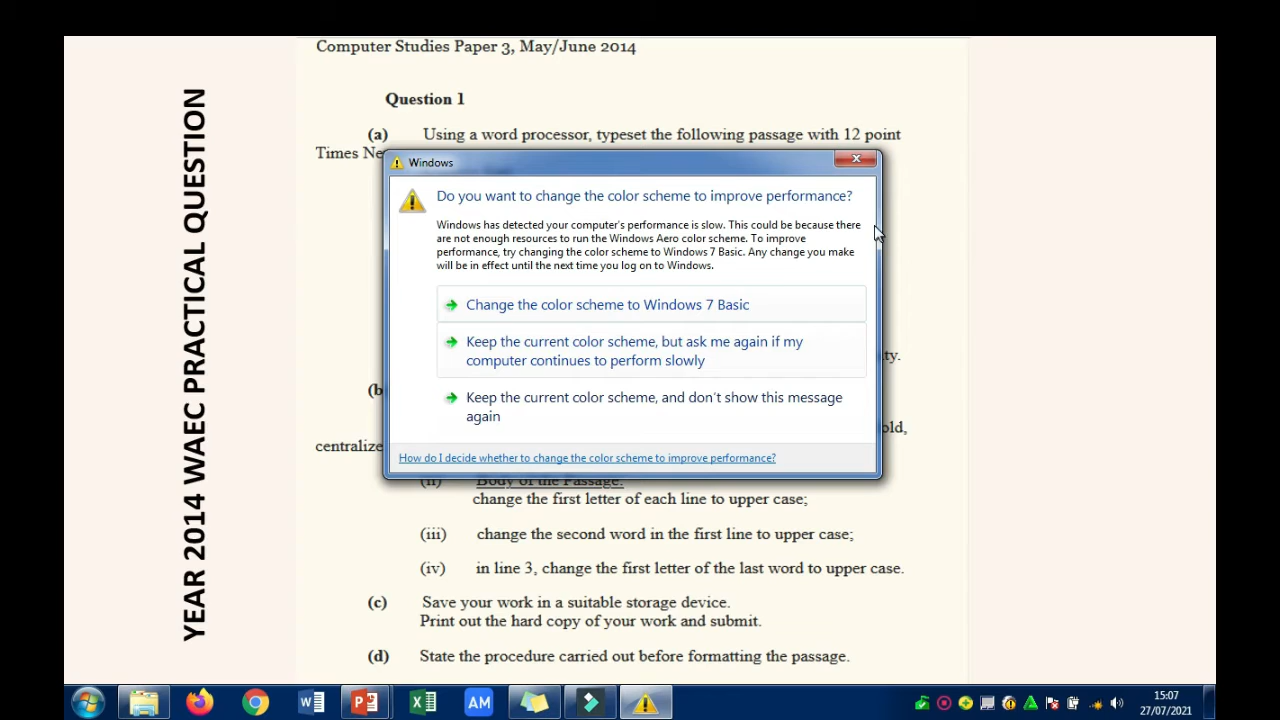 Computer Studies Paper 3, May/June 2014
YEAR 2014 WAEC PRACTICAL QUESTION
Question 1
(a) Using a word processor, typeset the following passage with 12 point
Times
Windows
Do you want to change the color scheme to improve performance?
Windows has detected your computer's performance is slow. This could be because there
are not enough resources to run the Windows Aero color scheme. To improve
performance, try changing the color scheme to Windows 7 Basic. Any change you make
will be in effect until the next time you log on to Windows.
Change the color scheme to Windows 7 Basic
Keep the current color scheme, but ask me again if my
computer continues to perform slowly
Keep the current color scheme, and don't show this message
again
How do I decide whether to change the color scheme to improve performance?
(ii) Body of the Passage:
change the first letter of each line to upper case;
(iii) change the second word in the first line to upper case;
(iv) in line 3, change the first letter of the last word to upper case.
(c) Save your work in a suitable storage device.
Print out the hard copy of your work and submit.
(d) State the procedure carried out before formatting the passage.
AM
15:07
27/07/2021